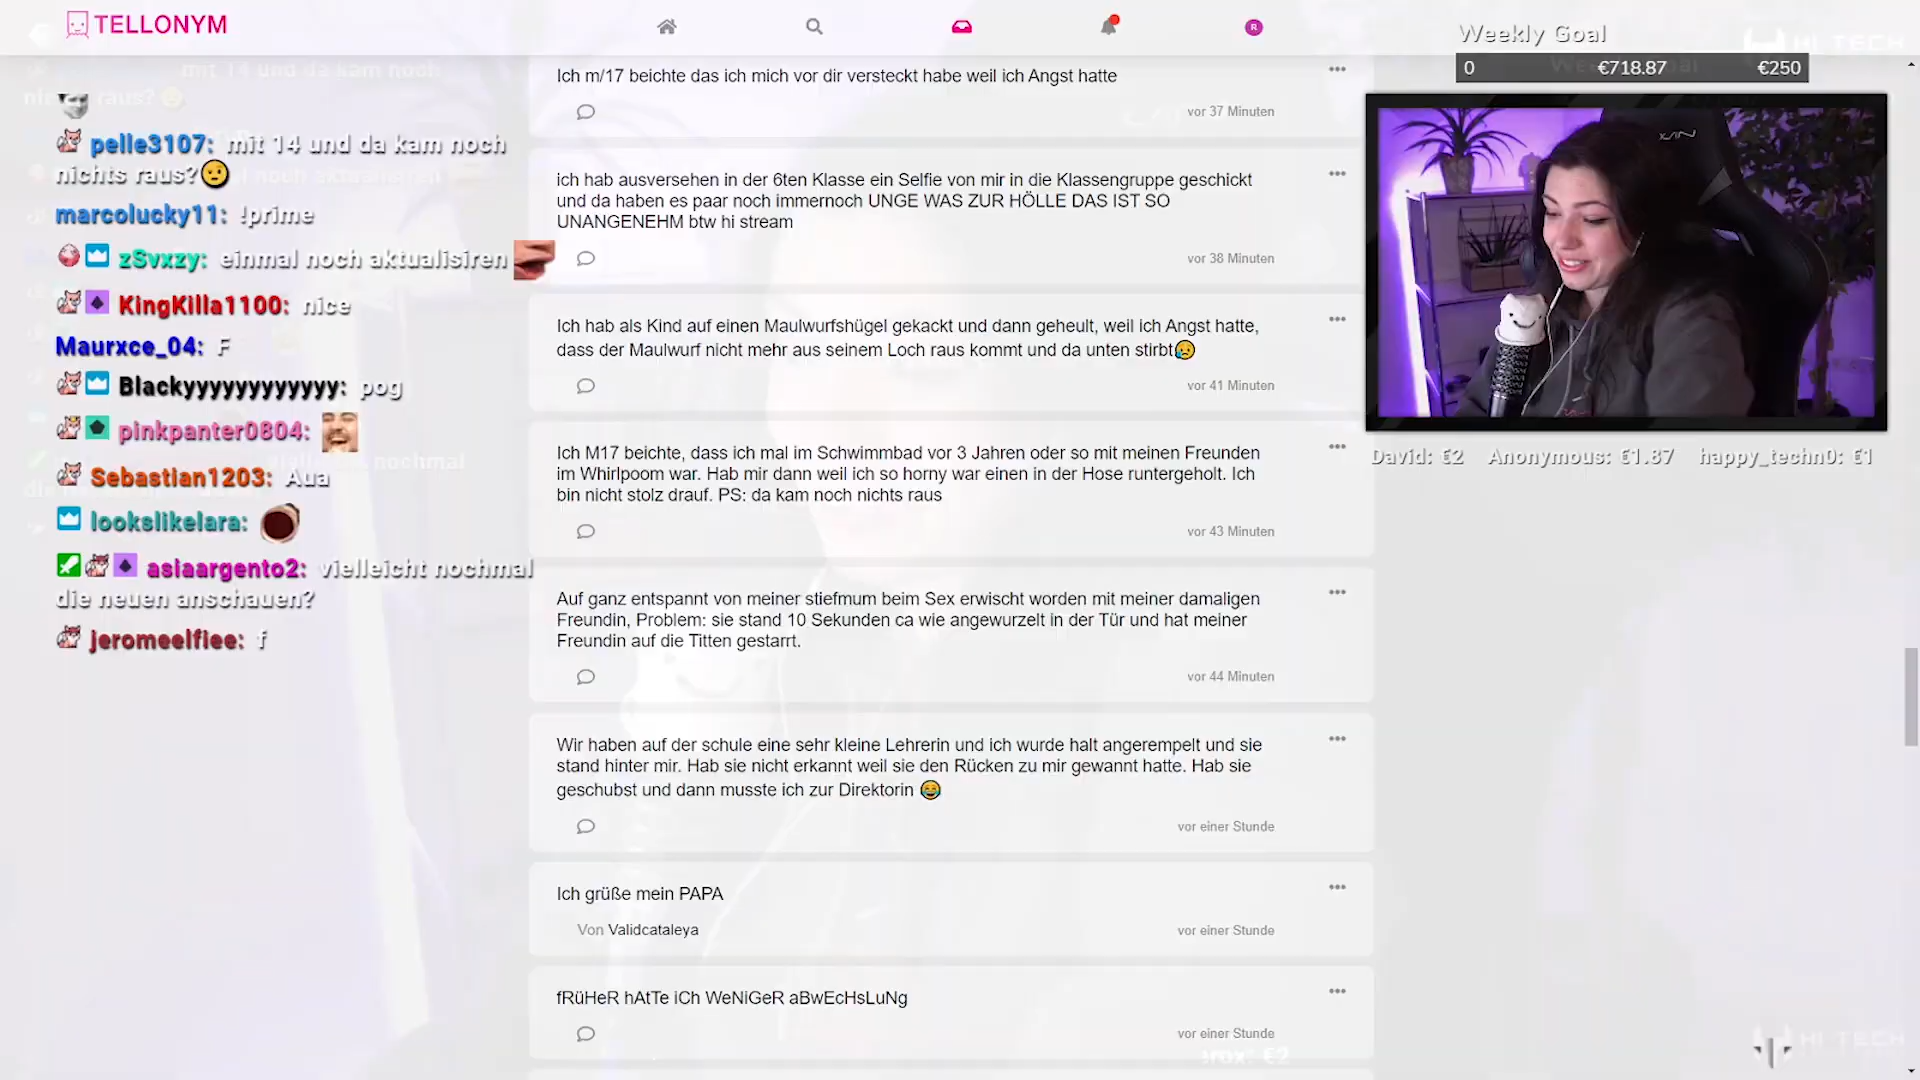 TELLONYM
R
Weekly Goal
0 €718.87 €250
David: €2 Anonymous: €1.87 happy_techn0: €1
pelle3107: mit 14 und da kam noch
nichts raus?🤨
marcolucky11: !prime
zSvxzy: einmal noch aktualisiren
KingKilla1100: nice
Maurxce_04: F
Blackyyyyyyyyyyyy: pog
pinkpanter0804:
Sebastian1203: Aua
lookslikelara:
asiaargento2: vielleicht nochmal
die neuen anschauen?
jeromeelfiee: f
Ich m/17 beichte das ich mich vor dir versteckt habe weil ich Angst hatte
vor 37 Minuten
ich hab ausversehen in der 6ten Klasse ein Selfie von mir in die Klassengruppe geschickt
und da haben es paar noch immernoch UNGE WAS ZUR HÖLLE DAS IST SO
UNANGENEHM btw hi stream
vor 38 Minuten
Ich hab als Kind auf einen Maulwurfshügel gekackt und dann geheult, weil ich Angst hatte,
dass der Maulwurf nicht mehr aus seinem Loch raus kommt und da unten stirbt😥
vor 41 Minuten
Ich M17 beichte, dass ich mal im Schwimmbad vor 3 Jahren oder so mit meinen Freunden
im Whirlpoom war. Hab mir dann weil ich so horny war einen in der Hose runtergeholt. Ich
bin nicht stolz drauf. PS: da kam noch nichts raus
vor 43 Minuten
Auf ganz entspannt von meiner stiefmum beim Sex erwischt worden mit meiner damaligen
Freundin, Problem: sie stand 10 Sekunden ca wie angewurzelt in der Tür und hat meiner
Freundin auf die Titten gestarrt.
vor 44 Minuten
Wir haben auf der schule eine sehr kleine Lehrerin und ich wurde halt angerempelt und sie
stand hinter mir. Hab sie nicht erkannt weil sie den Rücken zu mir gewannt hatte. Hab sie
geschubst und dann musste ich zur Direktorin 😂
vor einer Stunde
Ich grüße mein PAPA
Von Validcataleya
vor einer Stunde
fRüHeR hAtTe iCh WeNiGeR aBwEcHsLuNg
vor einer Stunde
HI TECH